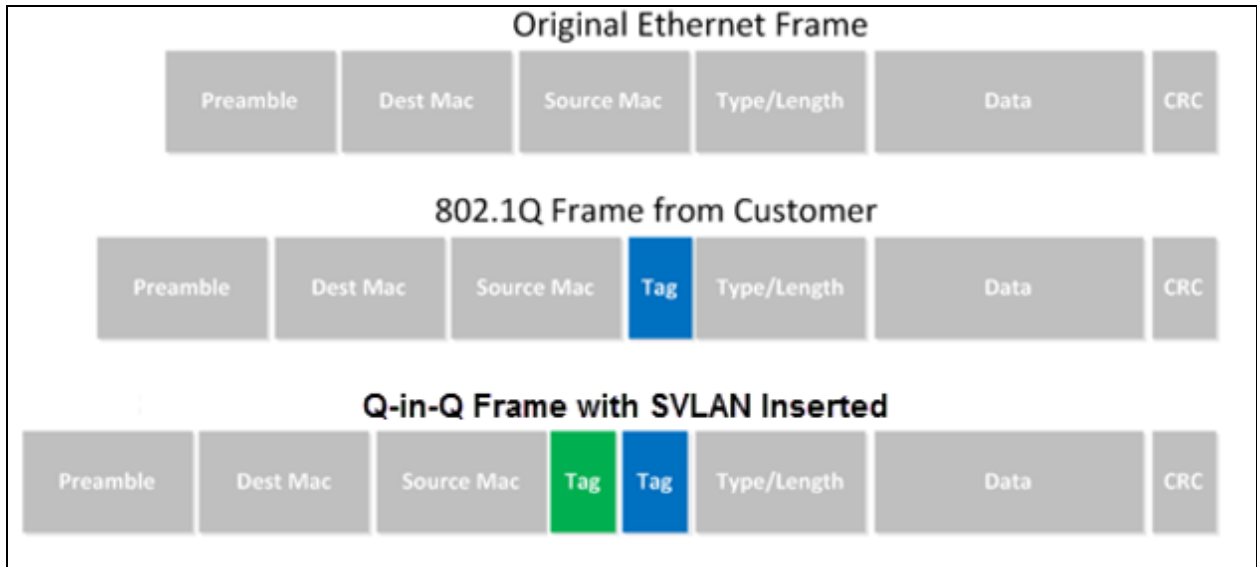 Original Ethernet Frame
Preamble Dest Mac Source Mac Type/Length Data CRC
802.1Q Frame from Customer
Preamble Dest Mac Source Mac Tag Type/Length Data CRC
Q-in-Q Frame with SVLAN Inserted
Preamble Dest Mac Source Mac Tag Tag Type/Length Data CRC